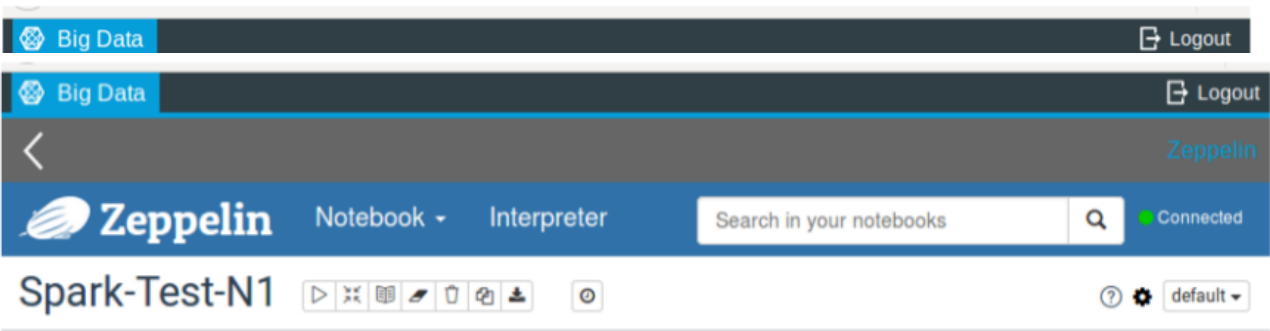 Big Data Logout
Big Data Logout
Zeppelin
Zeppelin Notebook Interpreter Search in your notebooks Connected
Spark-Test-N1 default